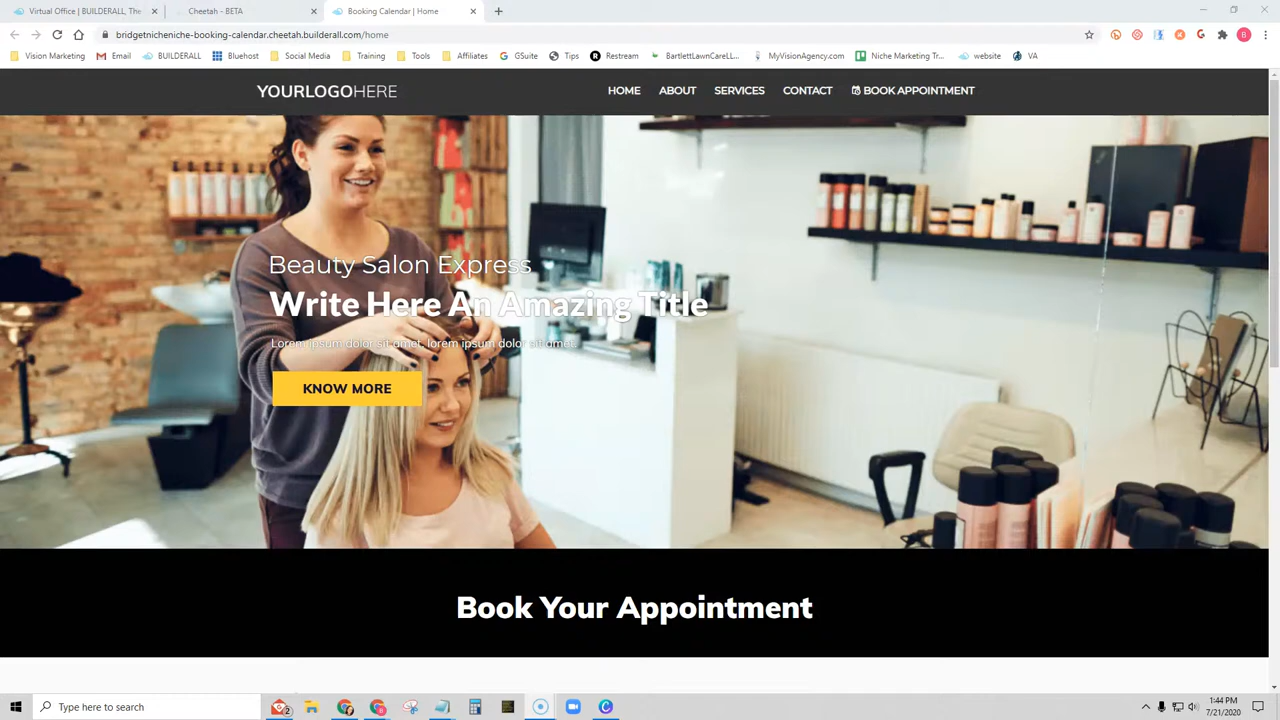 Virtual Office | BUILDERALL, The
Cheetah - BETA
Booking Calendar | Home
bridgetnicheniche-booking-calendar.cheetah.builderall.com/home
Vision Marketing
Email
BUILDERALL
Bluehost
Social Media
Training
Tools
Affiliates
GSuite
Tips
Restream
BartlettLawnCareLL...
MyVisionAgency.com
Niche Marketing Tr...
website
VA
YOURLOGOHERE
HOME
ABOUT
SERVICES
CONTACT
BOOK APPOINTMENT
Beauty Salon Express
Write Here An Amazing Title
Lorem ipsum dolor sit amet, lorem ipsum dolor sit amet.
KNOW MORE
Book Your Appointment
Type here to search
1:44 PM
7/21/2020